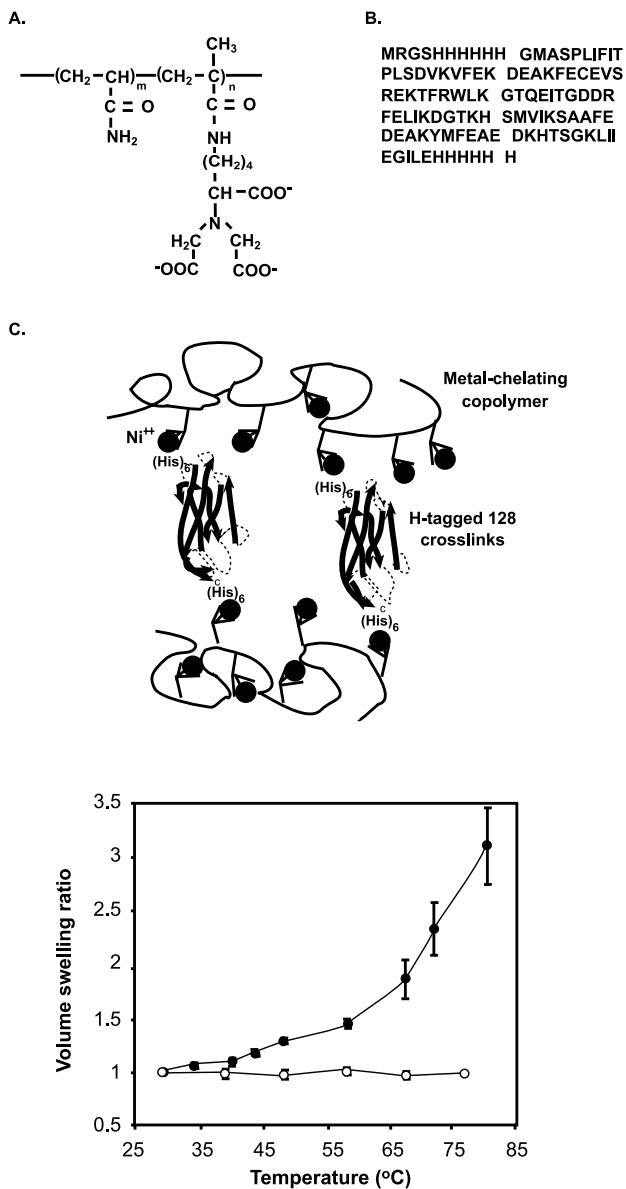 A.
CH₃
(CH₂ — CH)ₘ (CH₂ — C)ₙ
C = O
C = O
NH₂
NH
(CH₂)₄
CH — COO⁻
N
H₂C
CH₂
⁻OOC
COO⁻
B.
MRGSHHHHHH GMASPLIFIT
PLSDVKVFEK DEAKFECEVS
REKTFRWLK GTQEITGDDR
FELIKDGTKH SMVIKSAAFE
DEAKYMFEAE DKHTSGKLII
EGILEHHHHH H
C.
Metal-chelating
copolymer
Ni⁺⁺
(His)₆
(His)₆
H-tagged 128
crosslinks
C
(His)₆
C
(His)₆
3.5
3
2.5
2
1.5
1
0.5
Volume swelling ratio
25 35 45 55 65 75 85
Temperature (ºC)